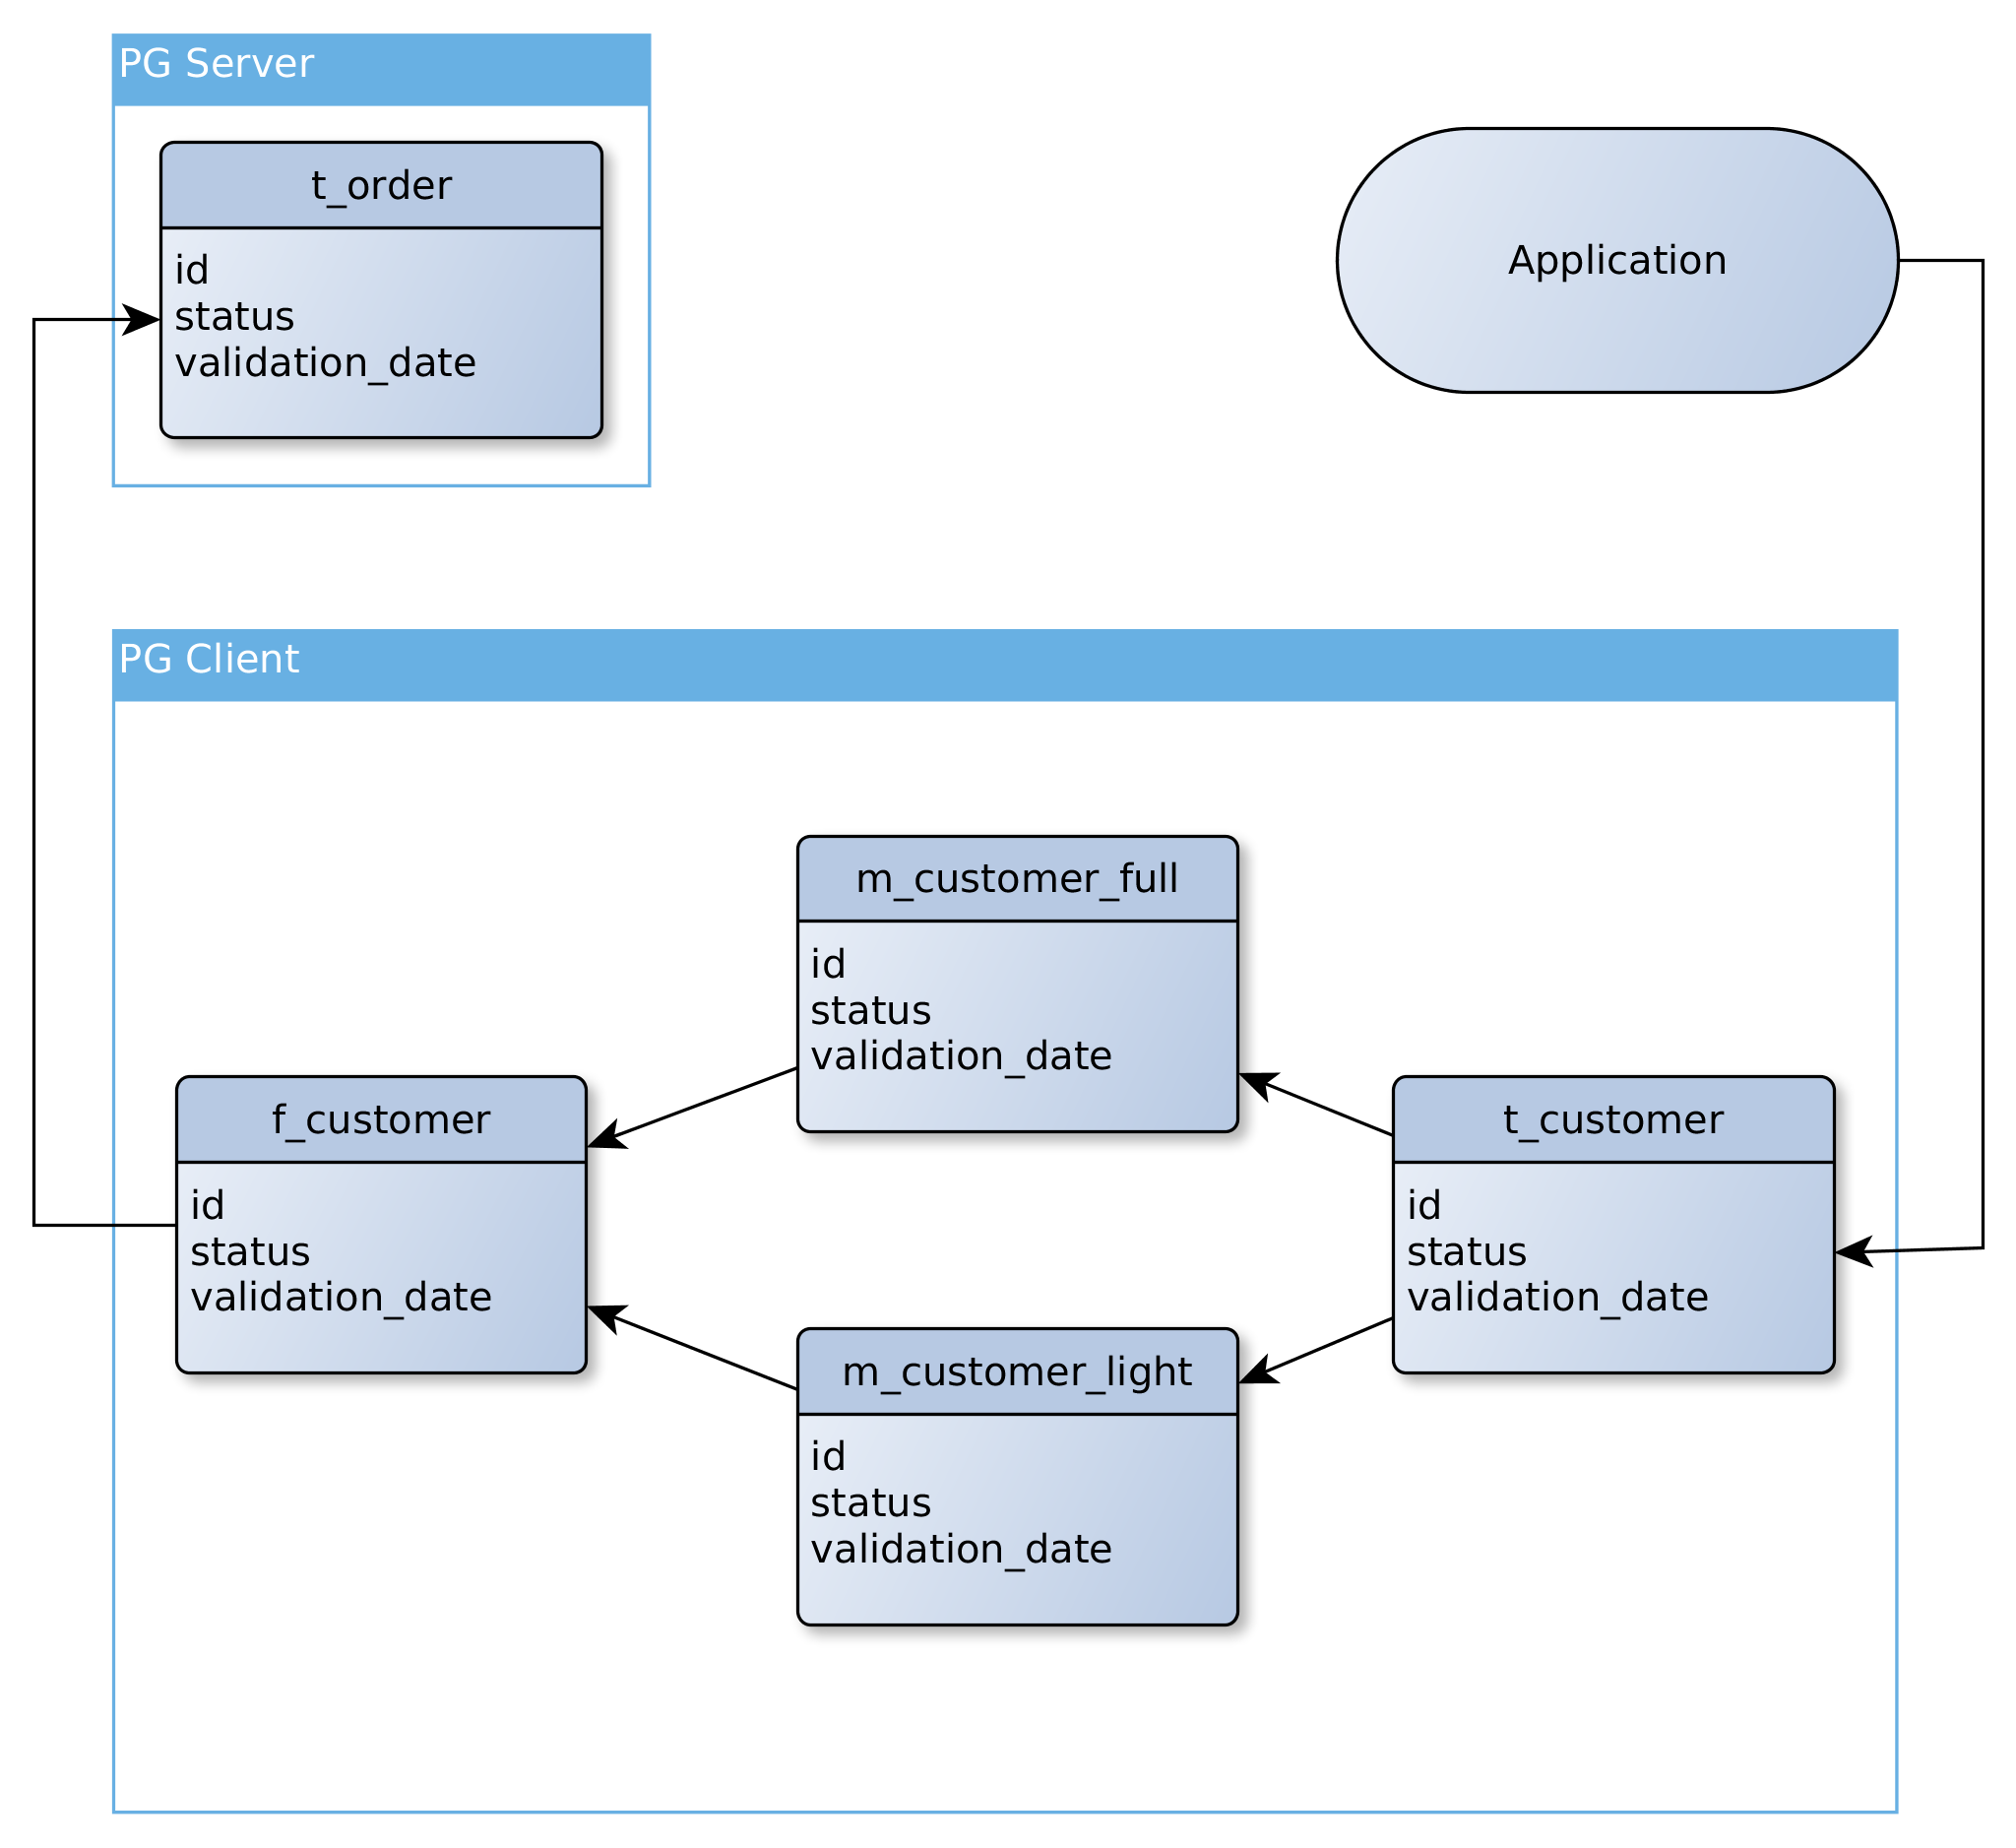 PG Server
t_order
id
status
validation_date
Application
PG Client
m_customer_full
id
status
validation_date
f_customer
id
status
validation_date
t_customer
id
status
validation_date
m_customer_light
id
status
validation_date